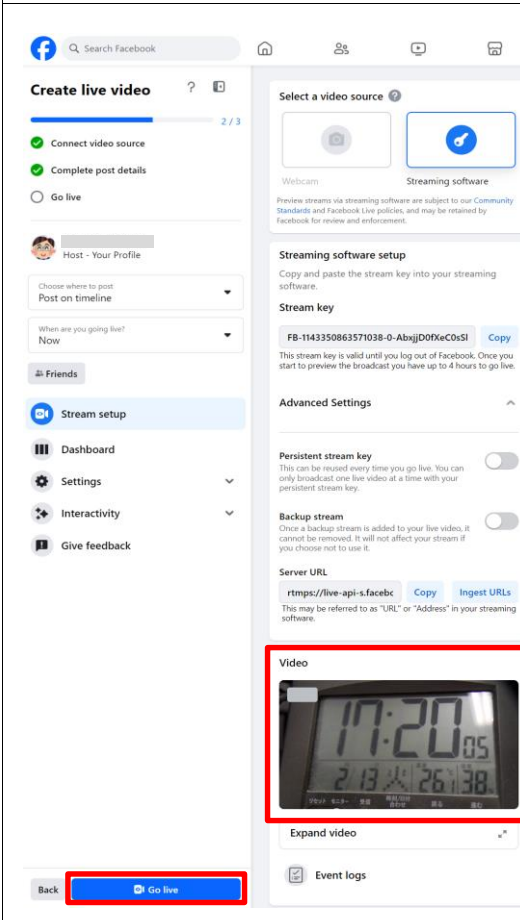 Search Facebook
Create live video
?
2 / 3
Connect video source
Complete post details
Go live
Host - Your Profile
Choose where to post
Post on timeline
When are you going live?
Now
Friends
Stream setup
Dashboard
Settings
Interactivity
Give feedback
Back
Go live
Select a video source ?
Webcam
Streaming software
Preview streams via streaming software are subject to our Community
Standards and Facebook Live policies, and may be retained by
Facebook for review and enforcement.
Streaming software setup
Copy and paste the stream key into your streaming
software.
Stream key
FB-1143350863571038-0-AbxjjD0fXeC0sSl Copy
This stream key is valid until you log out of Facebook. Once you
start to preview the broadcast you have up to 4 hours to go live.
Advanced Settings
Persistent stream key
This can be reused every time you go live. You can
only broadcast one live video at a time with your
persistent stream key.
Backup stream
Once a backup stream is added to your live video, it
cannot be removed. It will not affect your stream if
you choose not to use it.
Server URL
rtmps://live-api-s.facebc Copy Ingest URLs
This may be referred to as "URL" or "Address" in your streaming
software.
Video
17:20 05
2/13 火 26.1 38
Expand video
Event logs